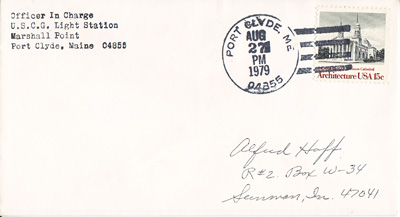 Officer In Charge
U.S.C.G. Light Station
Marshall Point
Port Clyde, Maine 04855
PORT CLYDE, ME
AUG
27
PM
1979
04855
Architecture USA 15c
Alfred Hoff
R#2 Box W-34
Sunman, In. 47041